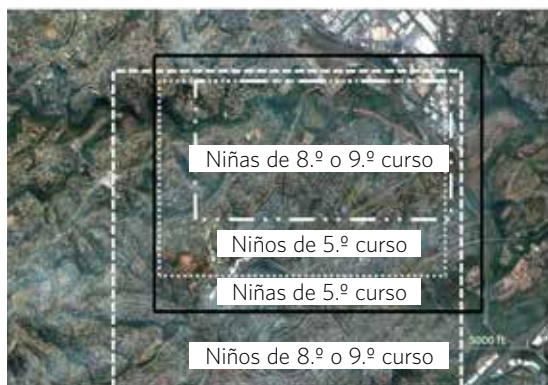 Niñas de 8.º o 9.º curso
Niños de 5.º curso
Niñas de 5.º curso
5000 ft
Niños de 8.º o 9.º curso